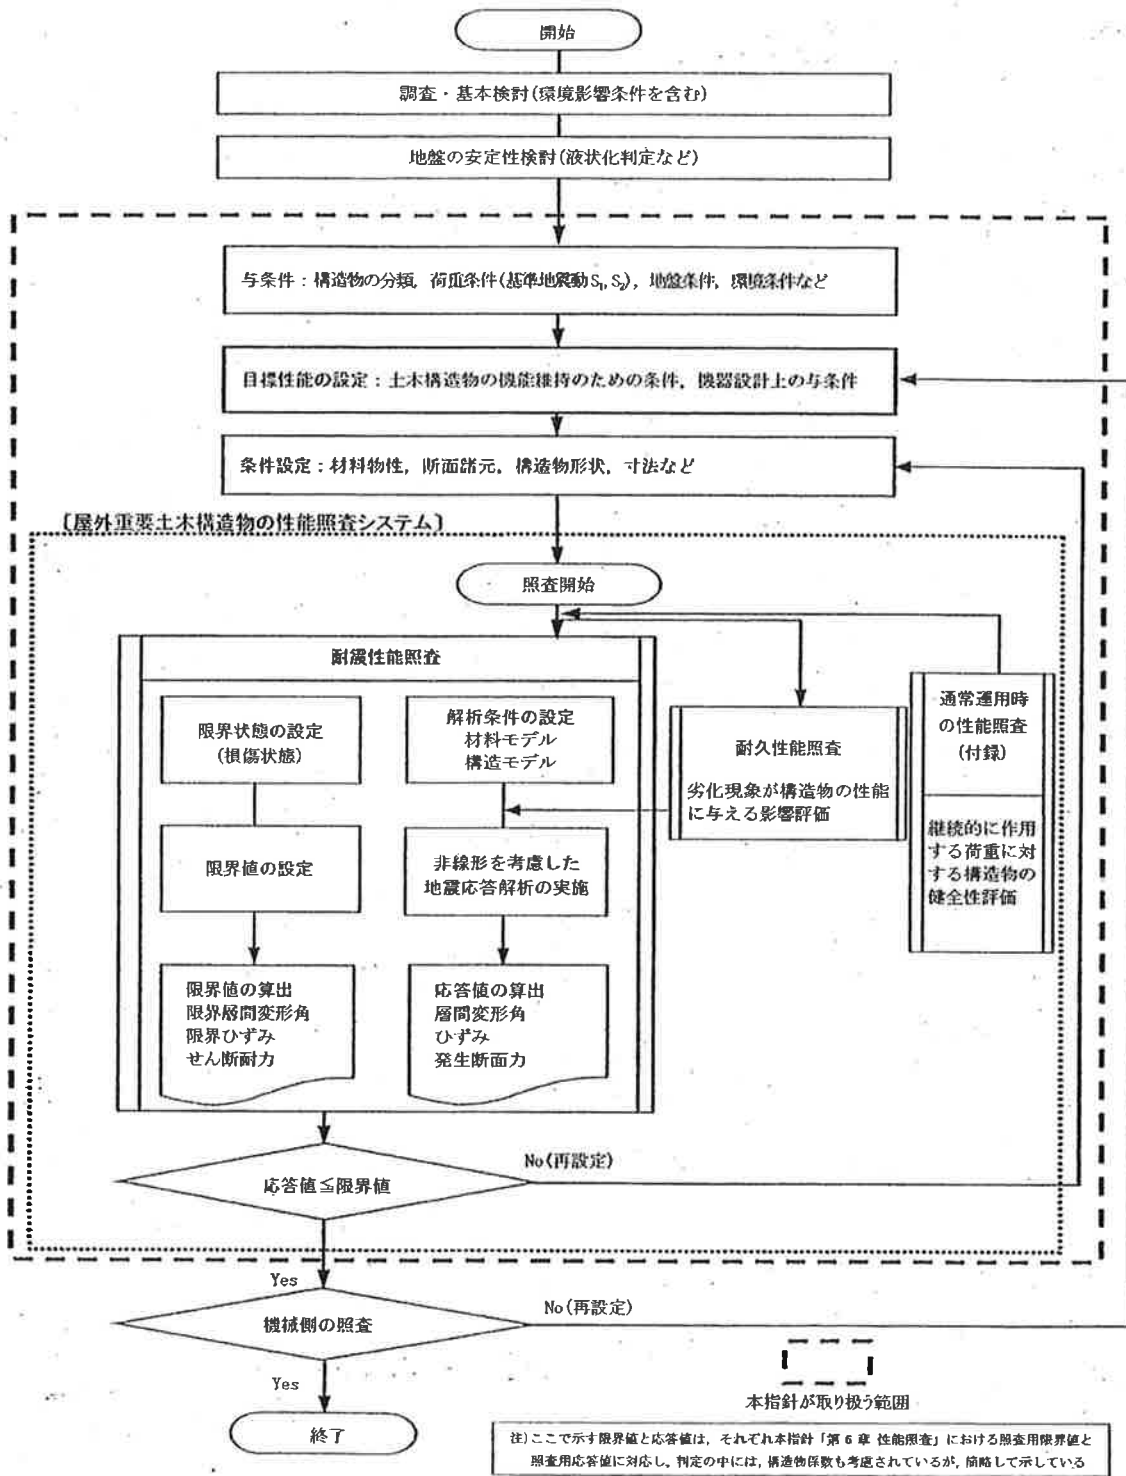 開始
調査・基本検討(環境影響条件を含む)
地盤の安定性検討(液状化判定など)
与条件：構造物の分類，荷重条件(基準地震動S1, S2)，地盤条件，環境条件など
目標性能の設定：土木構造物の機能維持のための条件，機器設計上の与条件
条件設定：材料物性，断面諸元，構造物形状，寸法など
〔屋外重要土木構造物の性能照査システム〕
照査開始
耐震性能照査
限界状態の設定
(損傷状態)
限界値の設定
限界値の算出
限界層間変形角
限界ひずみ
せん断耐力
解析条件の設定
材料モデル
構造モデル
非線形を考慮した
地震応答解析の実施
応答値の算出
層間変形角
ひずみ
発生断面力
耐久性能照査
劣化現象が構造物の性能
に与える影響評価
通常運用時
の性能照査
(付録)
継続的に作用
する荷重に対
する構造物の
健全性評価
応答値≦限界値
No(再設定)
Yes
機械側の照査
No(再設定)
Yes
終了
本指針が取り扱う範囲
注)ここで示す限界値と応答値は，それぞれ本指針「第6章 性能照査」における照査用限界値と
照査用応答値に対応し，判定の中には，構造物係数も考慮されているが，簡略して示している